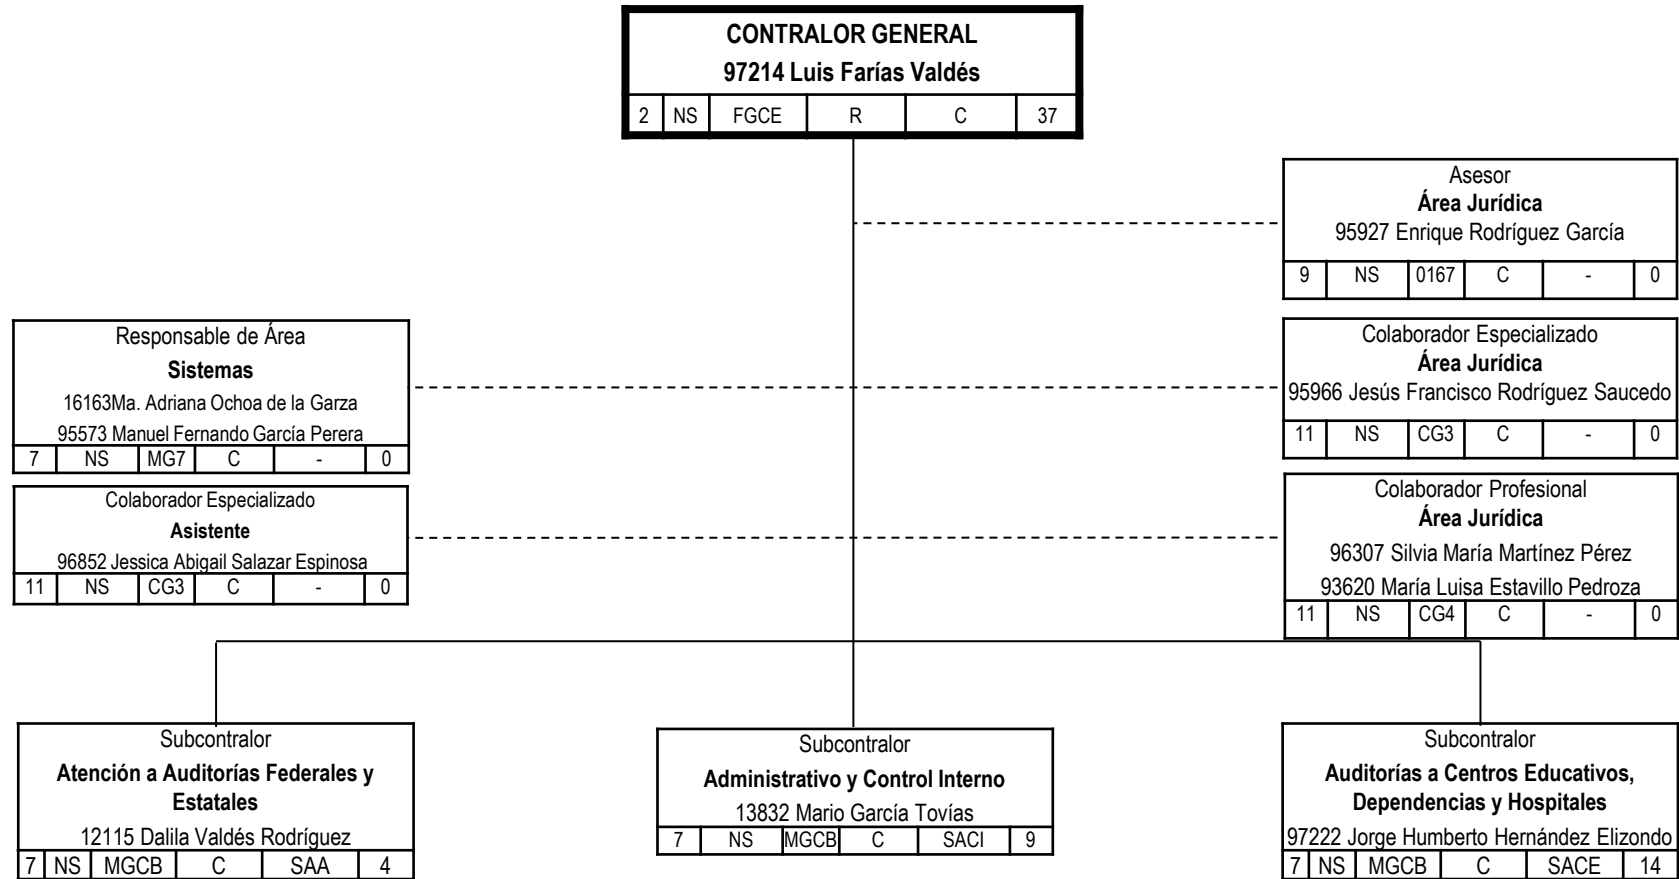 CONTRALOR GENERAL
97214 Luis Farías Valdés
2 NS FGCE R C 37
Asesor
Área Jurídica
95927 Enrique Rodríguez García
9 NS 0167 C - 0
Responsable de Área
Sistemas
16163Ma. Adriana Ochoa de la Garza
95573 Manuel Fernando García Perera
7 NS MG7 C - 0
Colaborador Especializado
Área Jurídica
95966 Jesús Francisco Rodríguez Saucedo
11 NS CG3 C - 0
Colaborador Especializado
Asistente
96852 Jessica Abigail Salazar Espinosa
11 NS CG3 C - 0
Colaborador Profesional
Área Jurídica
96307 Silvia María Martínez Pérez
93620 María Luisa Estavillo Pedroza
11 NS CG4 C - 0
Subcontralor
Atención a Auditorías Federales y
Estatales
12115 Dalila Valdés Rodríguez
7 NS MGCB C SAA 4
Subcontralor
Administrativo y Control Interno
13832 Mario García Tovías
7 NS MGCB C SACI 9
Subcontralor
Auditorías a Centros Educativos,
Dependencias y Hospitales
97222 Jorge Humberto Hernández Elizondo
7 NS MGCB C SACE 14